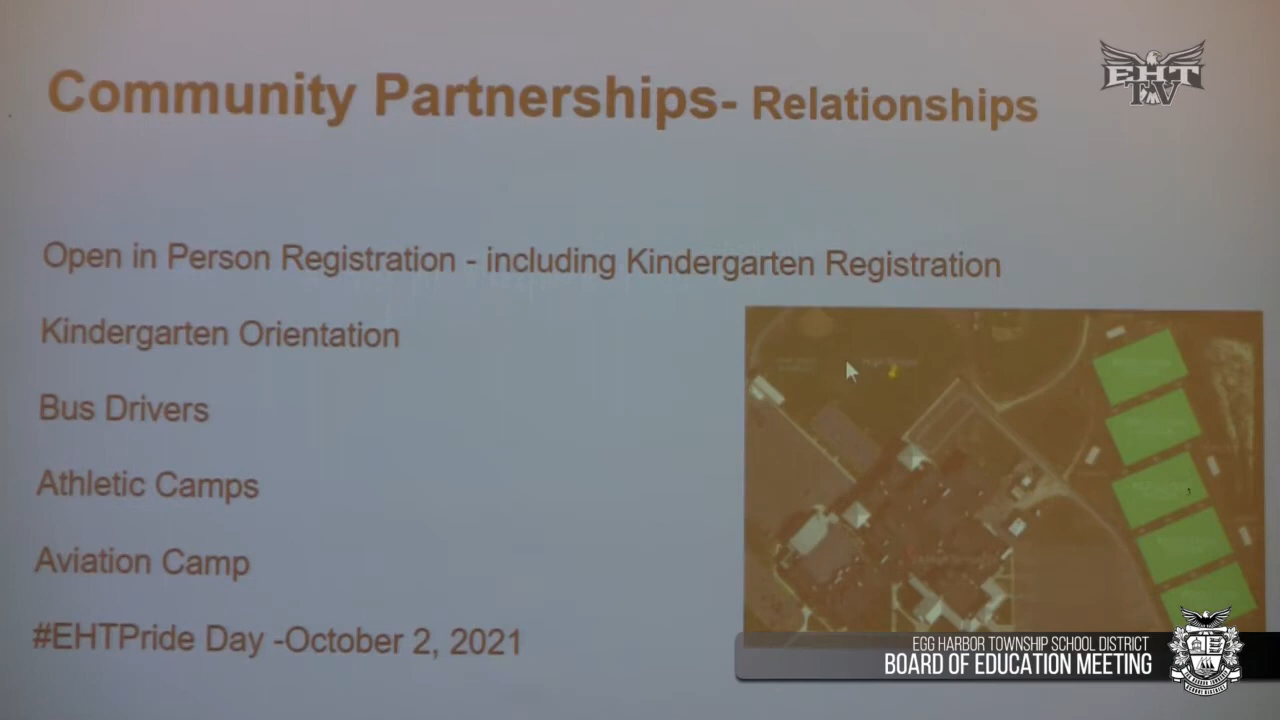 EHT
TV
Community Partnerships- Relationships
Open in Person Registration - including Kindergarten Registration
Kindergarten Orientation
Bus Drivers
Athletic Camps
Aviation Camp
#EHTPride Day -October 2, 2021
EGG HARBOR TOWNSHIP SCHOOL DISTRICT
BOARD OF EDUCATION MEETING